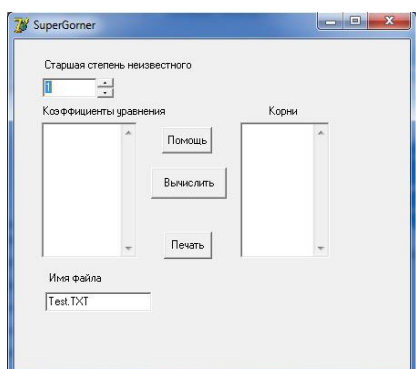 SuperGorner
Старшая степень неизвестного
1
Коэффициенты уравнения
Корни
Помощь
Вычислить
Печать
Имя файла
Test.TXT